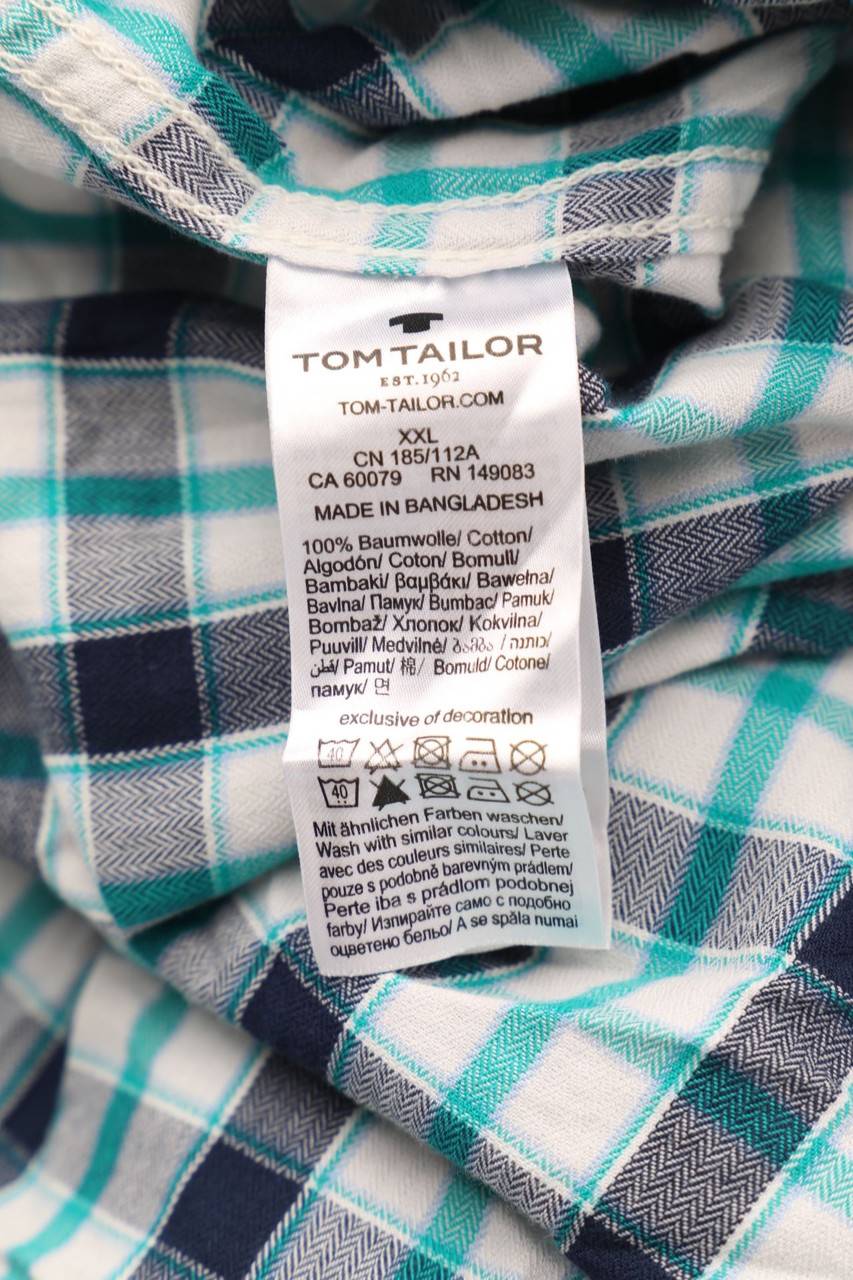 TOM TAILOR
EST. 1962
TOM-TAILOR.COM
XXL
CN 185/112A
CA 60079 RN 149083
MADE IN BANGLADESH
100% Baumwolle/ Cotton/
Algodón/ Coton/ Bomull/
Bambaki/ βαμβάκι/ Bawełna/
Bavlna/ Памук/ Bumbac/ Pamuk/
Bombaž/ Хлопок/ Kokvilna/
Puuvill/ Medvilnė/ ბამბა / כותנה/
قطن/ Pamut/ 棉/ Bomuld/ Cotone/
памук/ 면
exclusive of decoration
40
40
Mit ähnlichen Farben waschen/
Wash with similar colours/ Laver
avec des couleurs similaires/ Perte
pouze s podobně barevným prádlem/
Perte iba s prádlom podobnej
farby/ Изпирайте само с подобно
оцветено бельо/ A se spăla numai